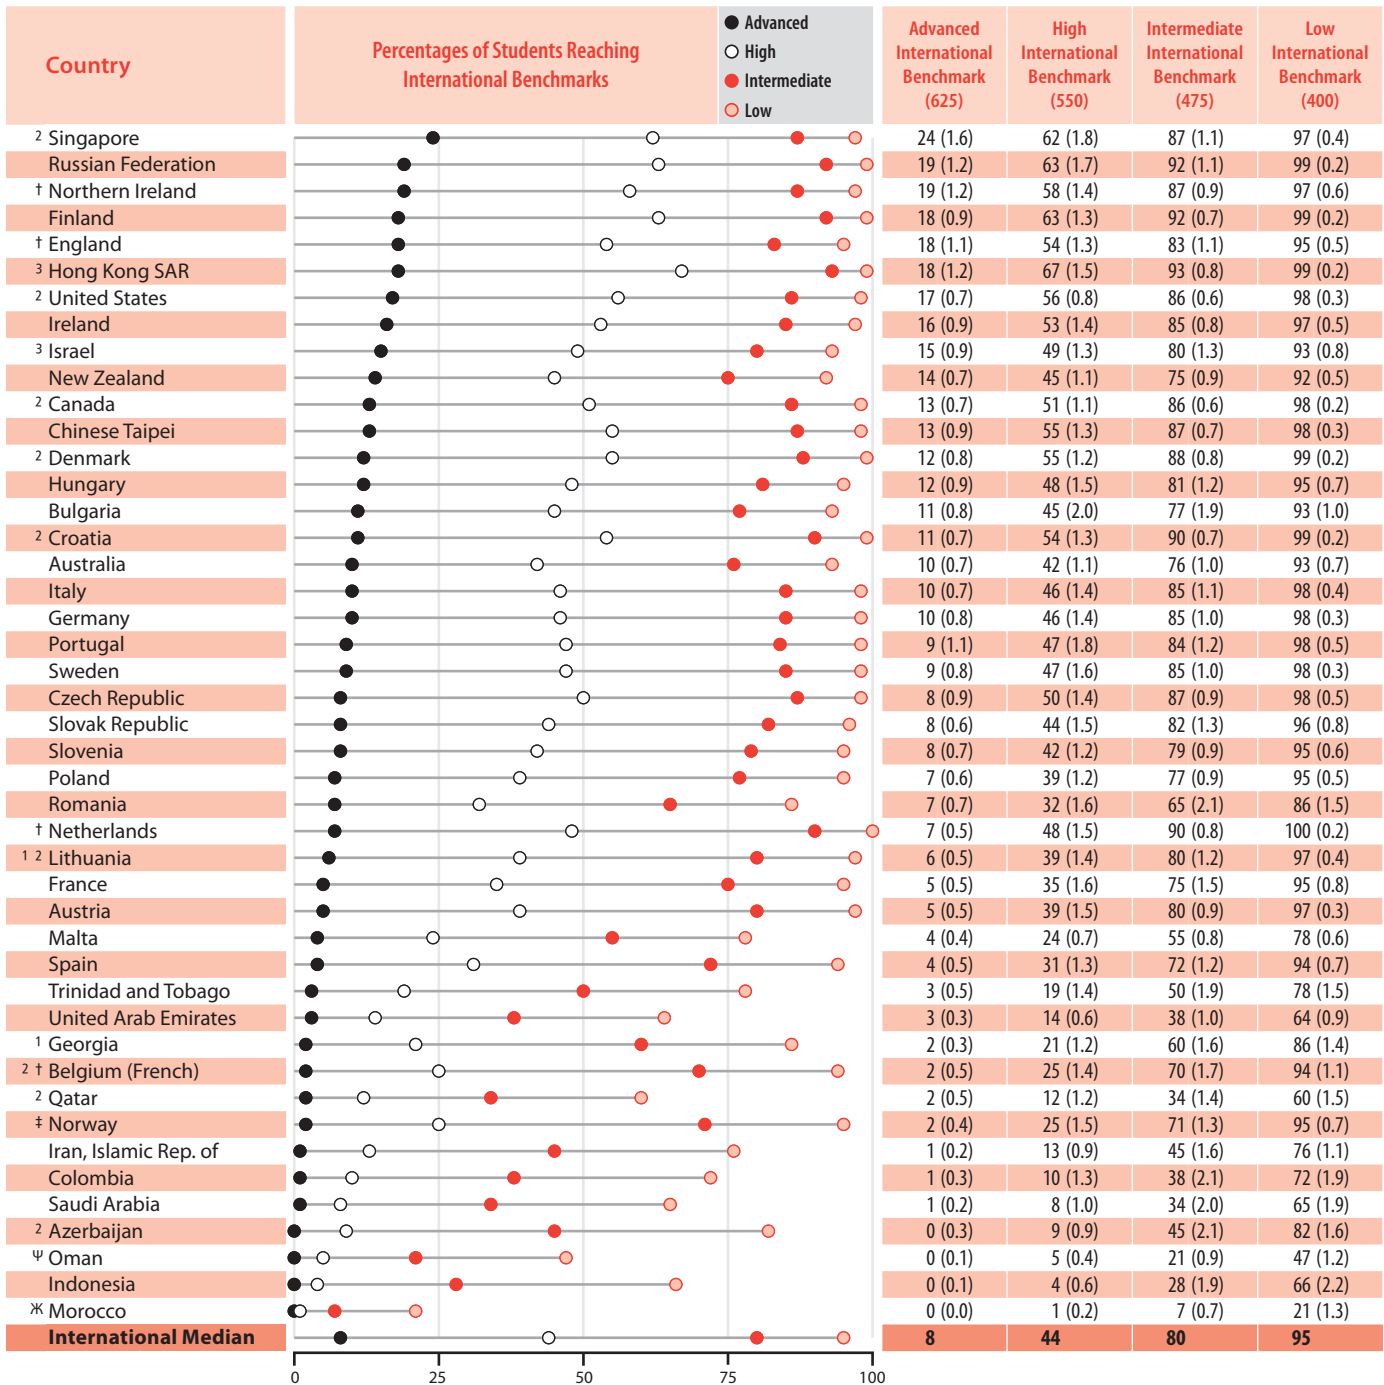 Country
Percentages of Students Reaching
International Benchmarks
Advanced
High
Intermediate
Low
Advanced International Benchmark (625)
High International Benchmark (550)
Intermediate International Benchmark (475)
Low International Benchmark (400)
2 Singapore 24 (1.6) 62 (1.8) 87 (1.1) 97 (0.4)
Russian Federation 19 (1.2) 63 (1.7) 92 (1.1) 99 (0.2)
† Northern Ireland 19 (1.2) 58 (1.4) 87 (0.9) 97 (0.6)
Finland 18 (0.9) 63 (1.3) 92 (0.7) 99 (0.2)
† England 18 (1.1) 54 (1.3) 83 (1.1) 95 (0.5)
3 Hong Kong SAR 18 (1.2) 67 (1.5) 93 (0.8) 99 (0.2)
2 United States 17 (0.7) 56 (0.8) 86 (0.6) 98 (0.3)
Ireland 16 (0.9) 53 (1.4) 85 (0.8) 97 (0.5)
3 Israel 15 (0.9) 49 (1.3) 80 (1.3) 93 (0.8)
New Zealand 14 (0.7) 45 (1.1) 75 (0.9) 92 (0.5)
2 Canada 13 (0.7) 51 (1.1) 86 (0.6) 98 (0.2)
Chinese Taipei 13 (0.9) 55 (1.3) 87 (0.7) 98 (0.3)
2 Denmark 12 (0.8) 55 (1.2) 88 (0.8) 99 (0.2)
Hungary 12 (0.9) 48 (1.5) 81 (1.2) 95 (0.7)
Bulgaria 11 (0.8) 45 (2.0) 77 (1.9) 93 (1.0)
2 Croatia 11 (0.7) 54 (1.3) 90 (0.7) 99 (0.2)
Australia 10 (0.7) 42 (1.1) 76 (1.0) 93 (0.7)
Italy 10 (0.7) 46 (1.4) 85 (1.1) 98 (0.4)
Germany 10 (0.8) 46 (1.4) 85 (1.0) 98 (0.3)
Portugal 9 (1.1) 47 (1.8) 84 (1.2) 98 (0.5)
Sweden 9 (0.8) 47 (1.6) 85 (1.0) 98 (0.3)
Czech Republic 8 (0.9) 50 (1.4) 87 (0.9) 98 (0.5)
Slovak Republic 8 (0.6) 44 (1.5) 82 (1.3) 96 (0.8)
Slovenia 8 (0.7) 42 (1.2) 79 (0.9) 95 (0.6)
Poland 7 (0.6) 39 (1.2) 77 (0.9) 95 (0.5)
Romania 7 (0.7) 32 (1.6) 65 (2.1) 86 (1.5)
† Netherlands 7 (0.5) 48 (1.5) 90 (0.8) 100 (0.2)
1 2 Lithuania 6 (0.5) 39 (1.4) 80 (1.2) 97 (0.4)
France 5 (0.5) 35 (1.6) 75 (1.5) 95 (0.8)
Austria 5 (0.5) 39 (1.5) 80 (0.9) 97 (0.3)
Malta 4 (0.4) 24 (0.7) 55 (0.8) 78 (0.6)
Spain 4 (0.5) 31 (1.3) 72 (1.2) 94 (0.7)
Trinidad and Tobago 3 (0.5) 19 (1.4) 50 (1.9) 78 (1.5)
United Arab Emirates 3 (0.3) 14 (0.6) 38 (1.0) 64 (0.9)
1 Georgia 2 (0.3) 21 (1.2) 60 (1.6) 86 (1.4)
2 † Belgium (French) 2 (0.5) 25 (1.4) 70 (1.7) 94 (1.1)
2 Qatar 2 (0.5) 12 (1.2) 34 (1.4) 60 (1.5)
‡ Norway 2 (0.4) 25 (1.5) 71 (1.3) 95 (0.7)
Iran, Islamic Rep. of 1 (0.2) 13 (0.9) 45 (1.6) 76 (1.1)
Colombia 1 (0.3) 10 (1.3) 38 (2.1) 72 (1.9)
Saudi Arabia 1 (0.2) 8 (1.0) 34 (2.0) 65 (1.9)
2 Azerbaijan 0 (0.3) 9 (0.9) 45 (2.1) 82 (1.6)
Ψ Oman 0 (0.1) 5 (0.4) 21 (0.9) 47 (1.2)
Indonesia 0 (0.1) 4 (0.6) 28 (1.9) 66 (2.2)
Ж Morocco 0 (0.0) 1 (0.2) 7 (0.7) 21 (1.3)
International Median 8 44 80 95
0 25 50 75 100